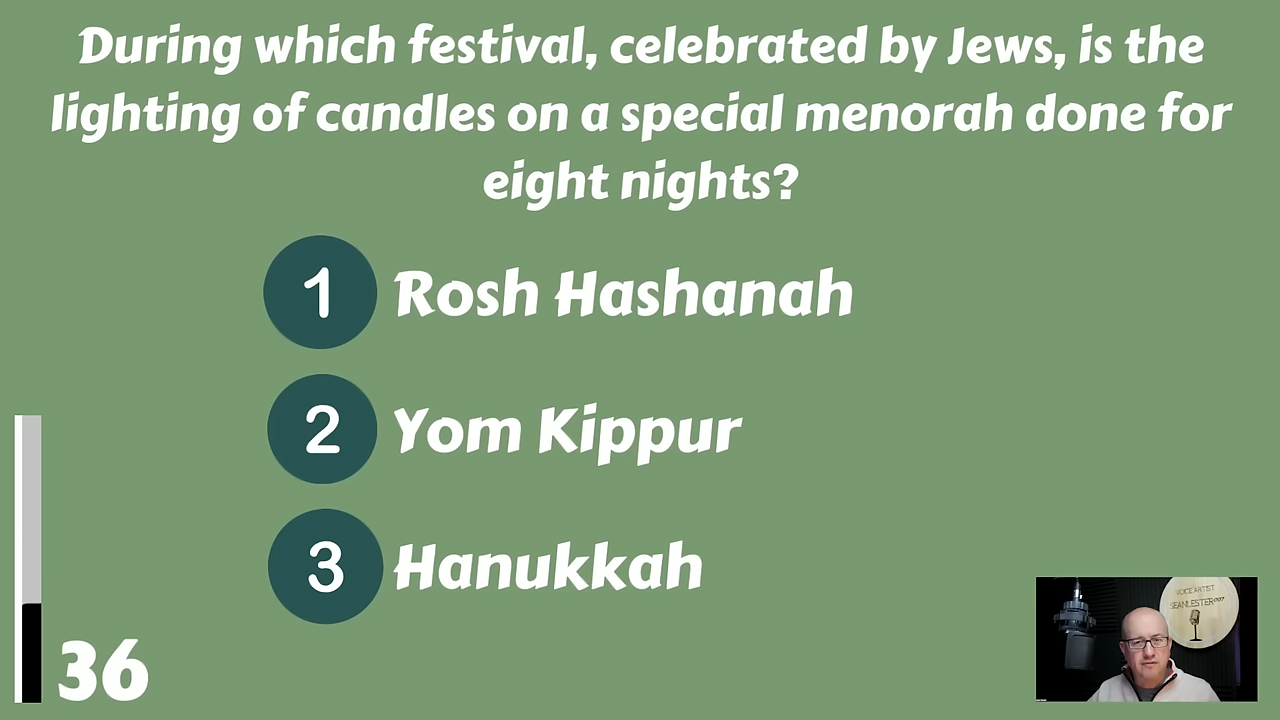 During which festival, celebrated by Jews, is the
lighting of candles on a special menorah done for
eight nights?
1 Rosh Hashanah
2 Yom Kippur
3 Hanukkah
36
VOICE ARTIST
SEANLESTER